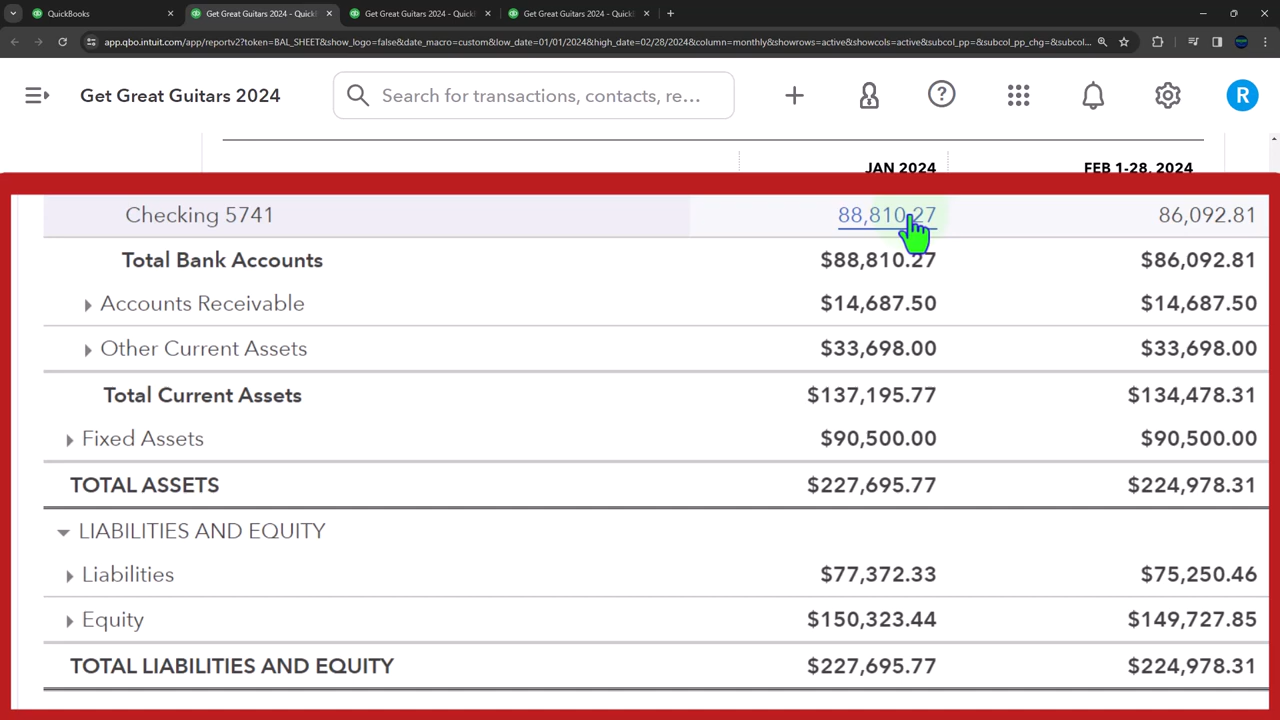 QuickBooks
Get Great Guitars 2024 - QuickB
Get Great Guitars 2024 - QuickB
Get Great Guitars 2024 - QuickB
app.qbo.intuit.com/app/reportv2?token=BAL_SHEET&show_logo=false&date_macro=custom&low_date=01/01/2024&high_date=02/28/2024&column=monthly&showrows=active&showcols=active&subcol_pp=&subcol_pp_chg=&subcol...
Get Great Guitars 2024
Search for transactions, contacts, re...
R
JAN 2024 FEB 1-28, 2024
Checking 5741 88,810.27 86,092.81
Total Bank Accounts $88,810.27 $86,092.81
Accounts Receivable $14,687.50 $14,687.50
Other Current Assets $33,698.00 $33,698.00
Total Current Assets $137,195.77 $134,478.31
Fixed Assets $90,500.00 $90,500.00
TOTAL ASSETS $227,695.77 $224,978.31
LIABILITIES AND EQUITY
Liabilities $77,372.33 $75,250.46
Equity $150,323.44 $149,727.85
TOTAL LIABILITIES AND EQUITY $227,695.77 $224,978.31